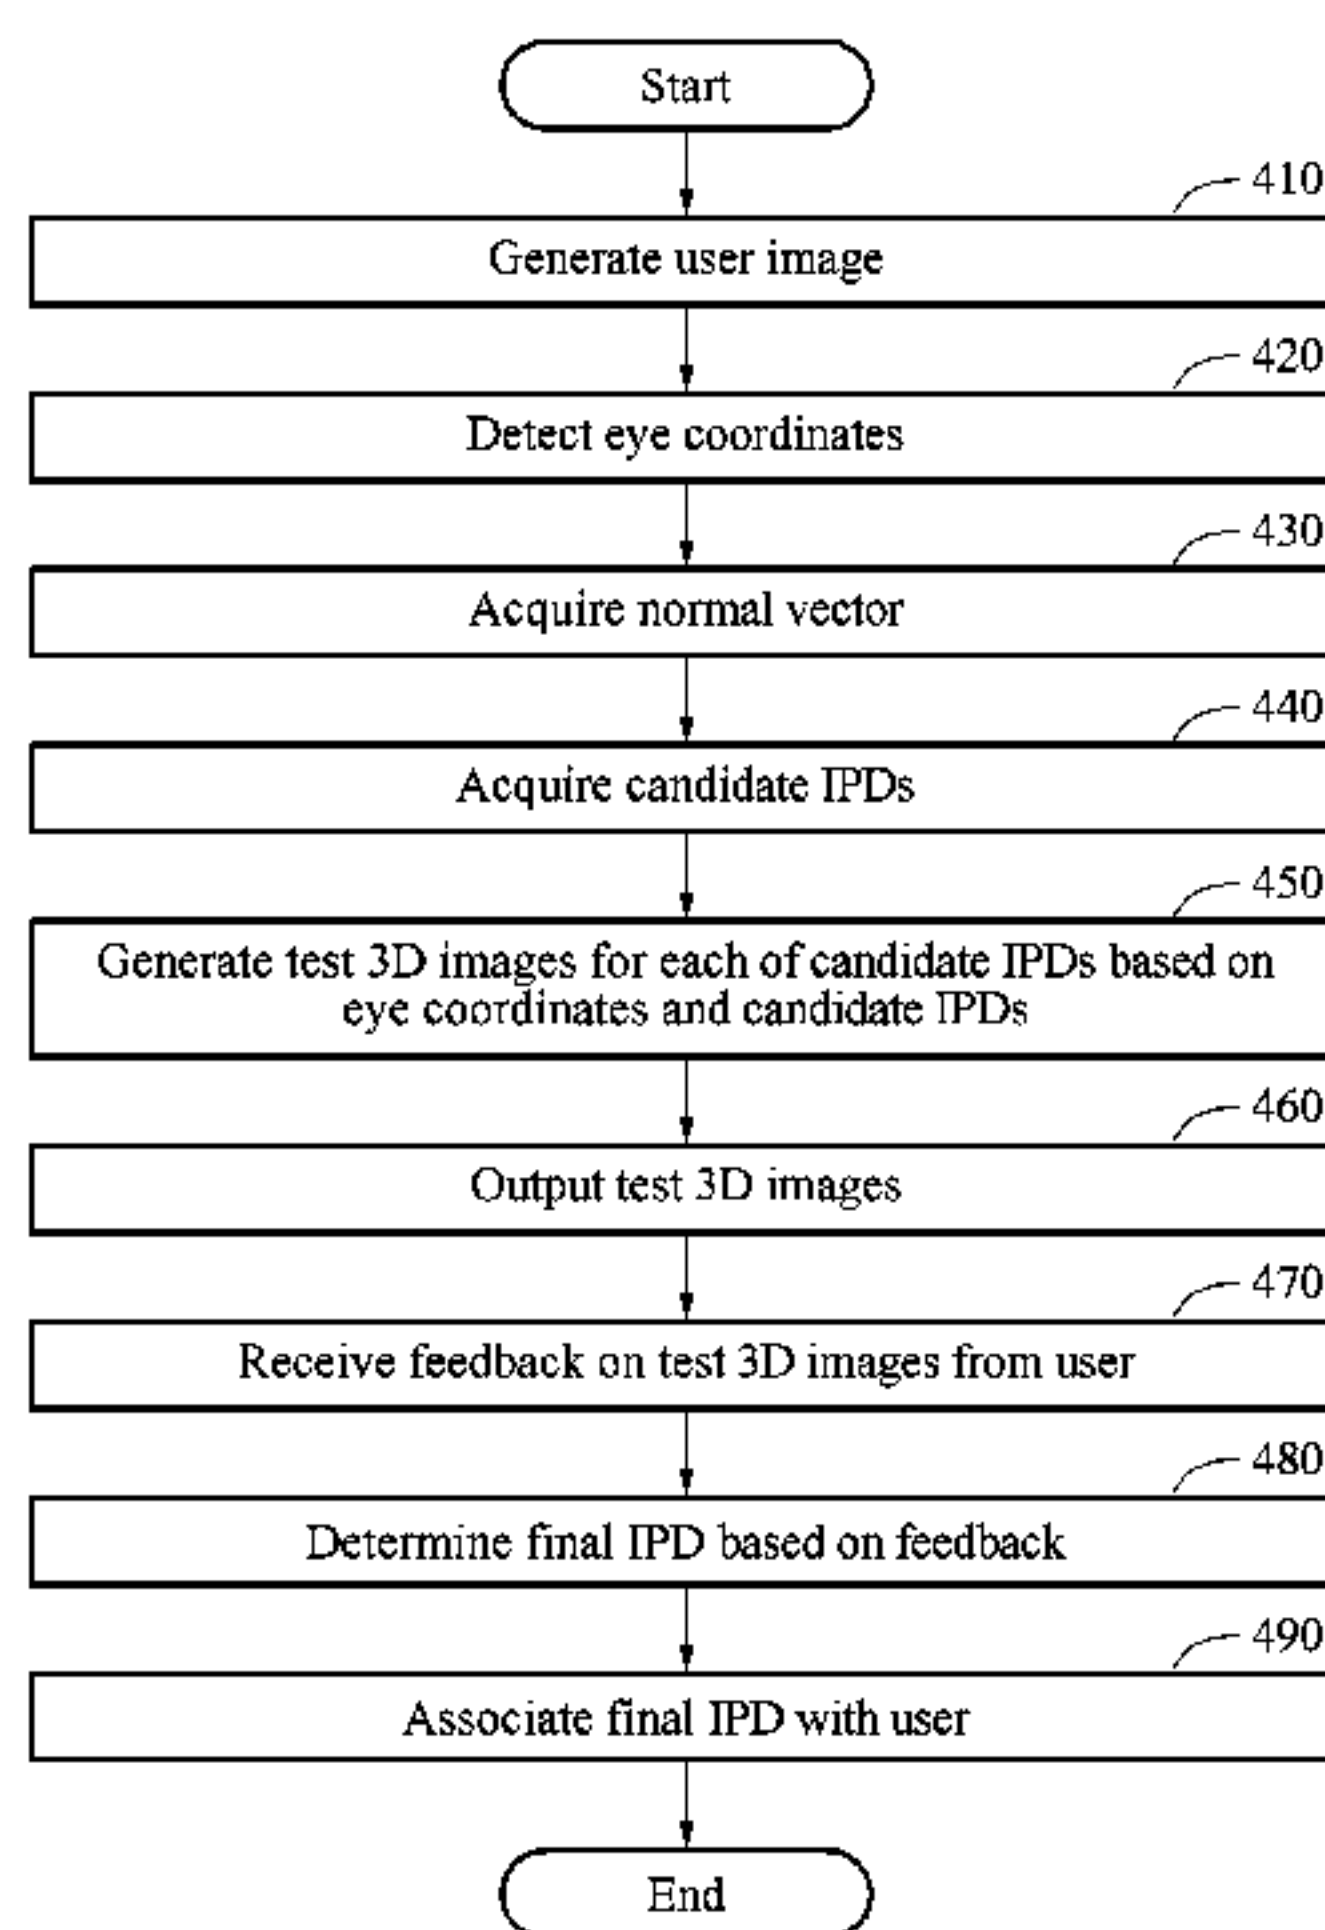 Start
410
Generate user image
420
Detect eye coordinates
430
Acquire normal vector
440
Acquire candidate IPDs
450
Generate test 3D images for each of candidate IPDs based on
eye coordinates and candidate IPDs
460
Output test 3D images
470
Receive feedback on test 3D images from user
480
Determine final IPD based on feedback
490
Associate final IPD with user
End